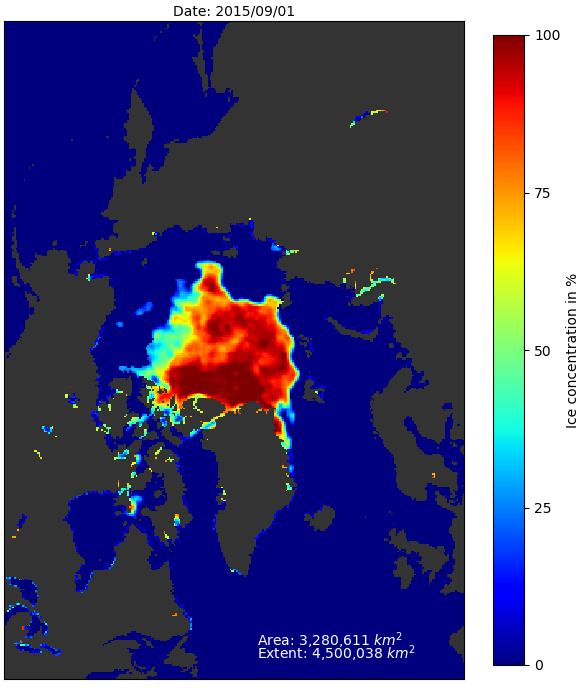 Date: 2015/09/01
100
75
50
25
0
Ice concentration in %
Area: 3,280,611 km²
Extent: 4,500,038 km²